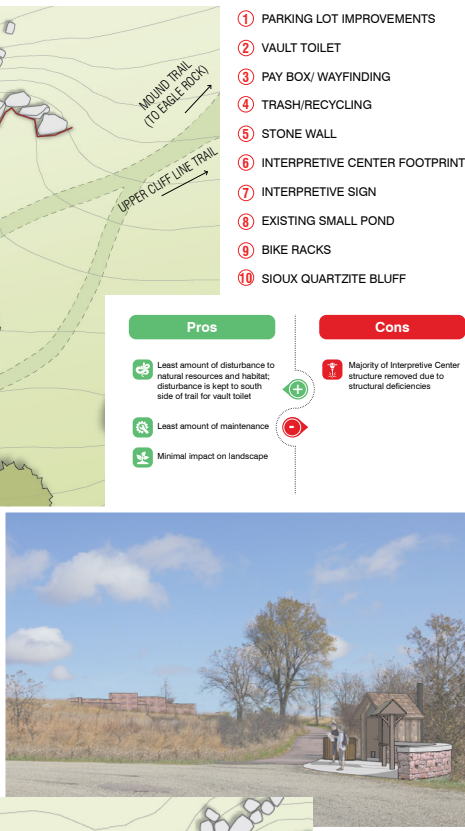 MOUND TRAIL
(TO EAGLE ROCK)
UPPER CLIFF LINE TRAIL
1 PARKING LOT IMPROVEMENTS
2 VAULT TOILET
3 PAY BOX/ WAYFINDING
4 TRASH/RECYCLING
5 STONE WALL
6 INTERPRETIVE CENTER FOOTPRINT
7 INTERPRETIVE SIGN
8 EXISTING SMALL POND
9 BIKE RACKS
10 SIOUX QUARTZITE BLUFF
Pros
Least amount of disturbance to
natural resources and habitat;
disturbance is kept to south
side of trail for vault toilet
Least amount of maintenance
Minimal impact on landscape
+
-
Cons
Majority of Interpretive Center
structure removed due to
structural deficiencies